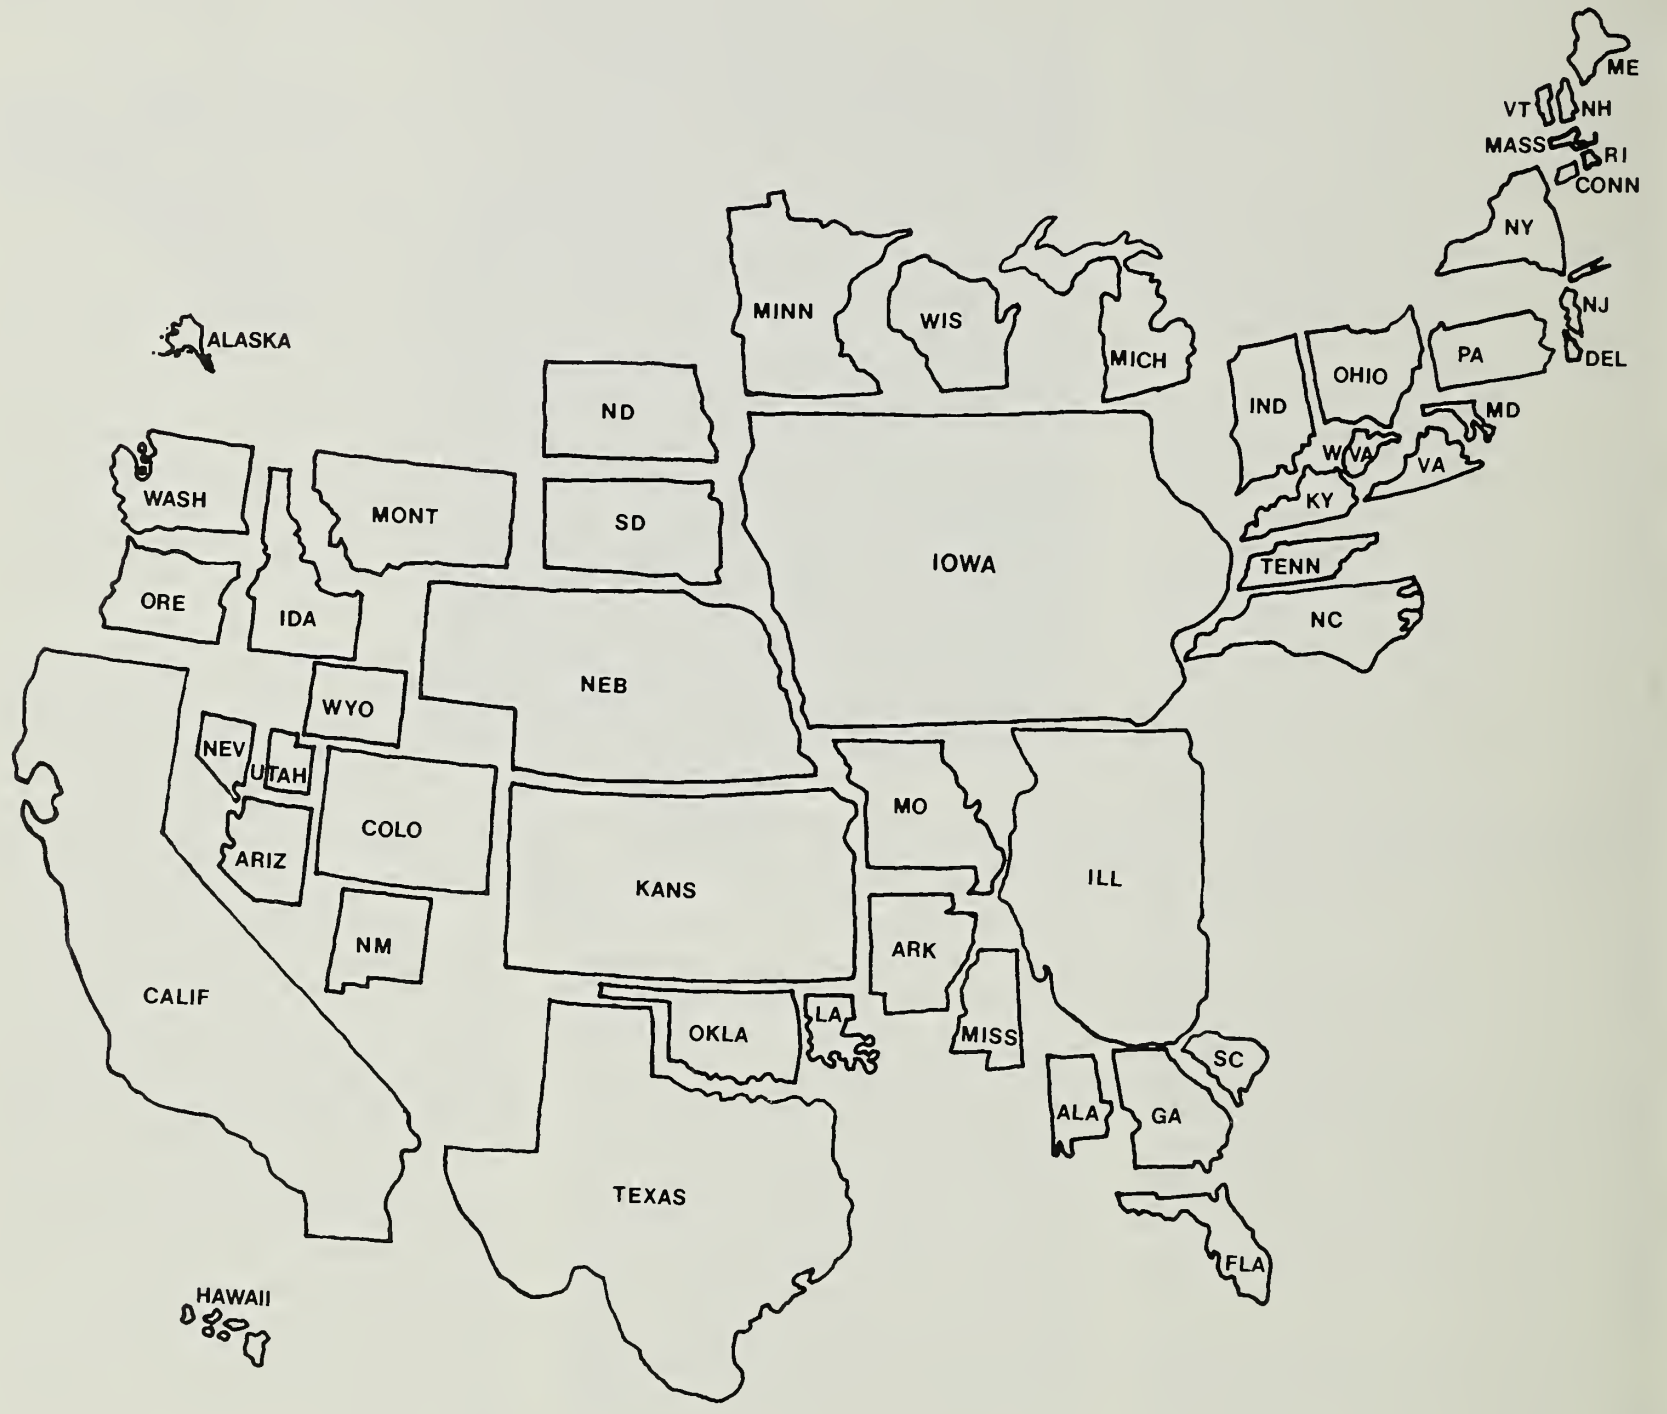 ME
VT NH
MASS RI
CONN
NY
NJ
DEL
PA
OHIO
MD
IND
W VA
VA
KY
TENN
NC
MINN
WIS
MICH
ALASKA
ND
SD
WASH
MONT
ORE
IDA
IOWA
NEB
WYO
NEV
UTAH
COLO
ARIZ
MO
ILL
KANS
NM
ARK
CALIF
OKLA
LA
MISS
SC
ALA
GA
TEXAS
FLA
HAWAII